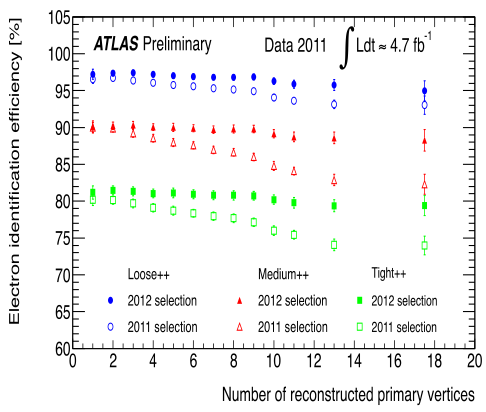 ATLAS Preliminary
Data 2011 ∫ Ldt ≈ 4.7 fb⁻¹
Electron identification efficiency [%]
105
100
95
90
85
80
75
70
65
60
Loose++ Medium++ Tight++
2012 selection 2012 selection 2012 selection
2011 selection 2011 selection 2011 selection
0 2 4 6 8 10 12 14 16 18 20
Number of reconstructed primary vertices